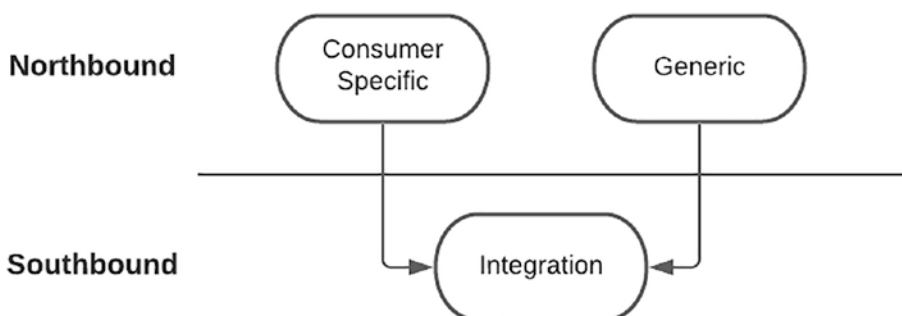 Northbound
Consumer
Specific
Generic
Southbound
Integration